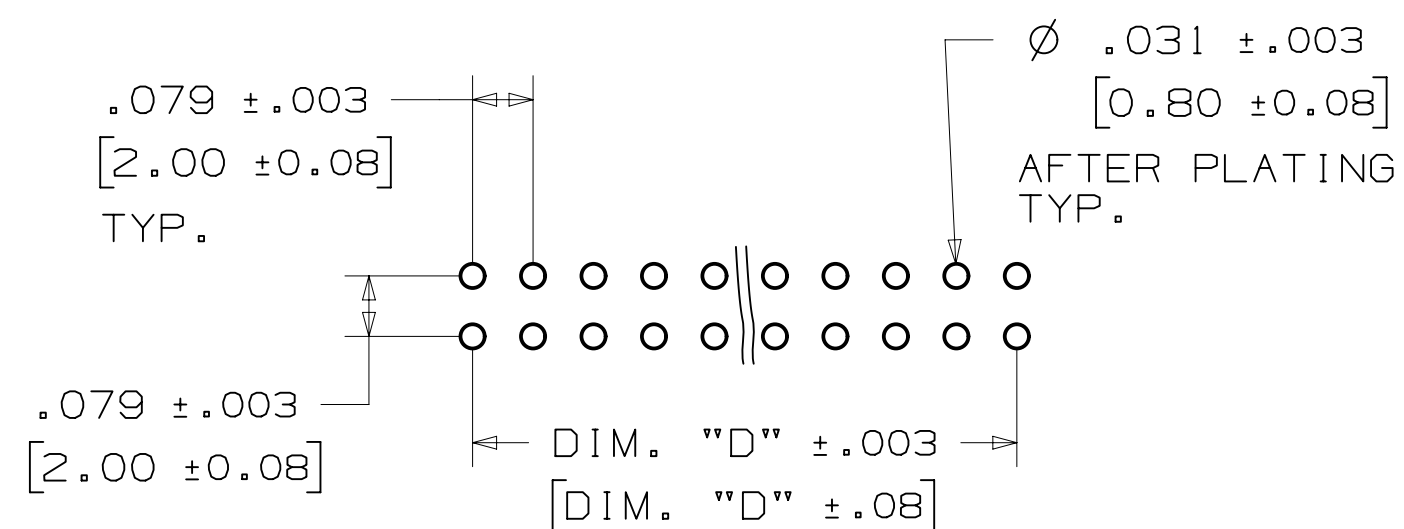 Ø .031 ±.003
[0.80 ±0.08]
AFTER PLATING
TYP.
.079 ±.003
[2.00 ±0.08]
TYP.
.079 ±.003
[2.00 ±0.08]
DIM. "D" ±.003
[DIM. "D" ±.08]